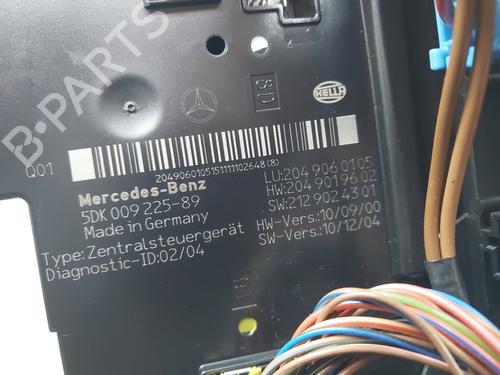 B-PARTS
8D
HELLA
Q01
2049060105151111102648(8)
Mercedes-Benz
5DK 009 225-89
Made in Germany
Type:Zentralsteuergerät
Diagnostic-ID:02/04
LU:204 906 01 05
HW:204 901 96 02
SW:212 902 43 01
HW-Vers.:10/09/00
SW-Vers.:10/12/04